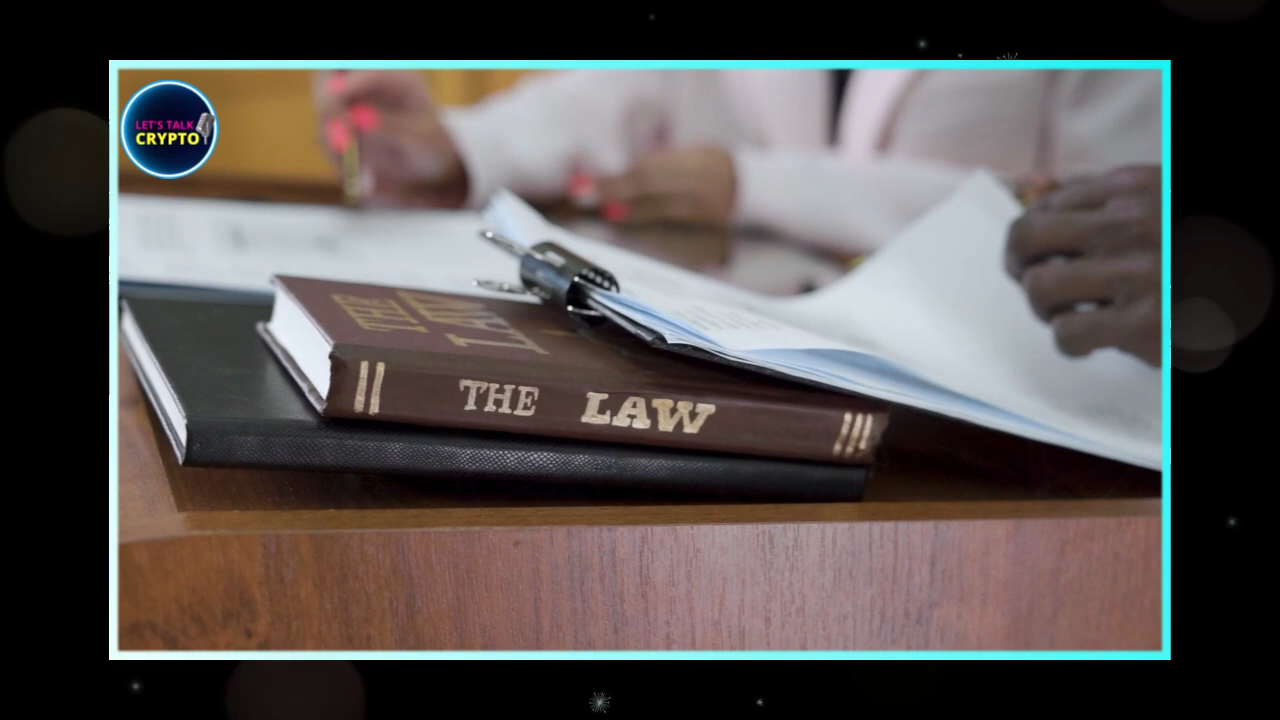 LET'S TALK
CRYPTO
THE
LAW
THE LAW